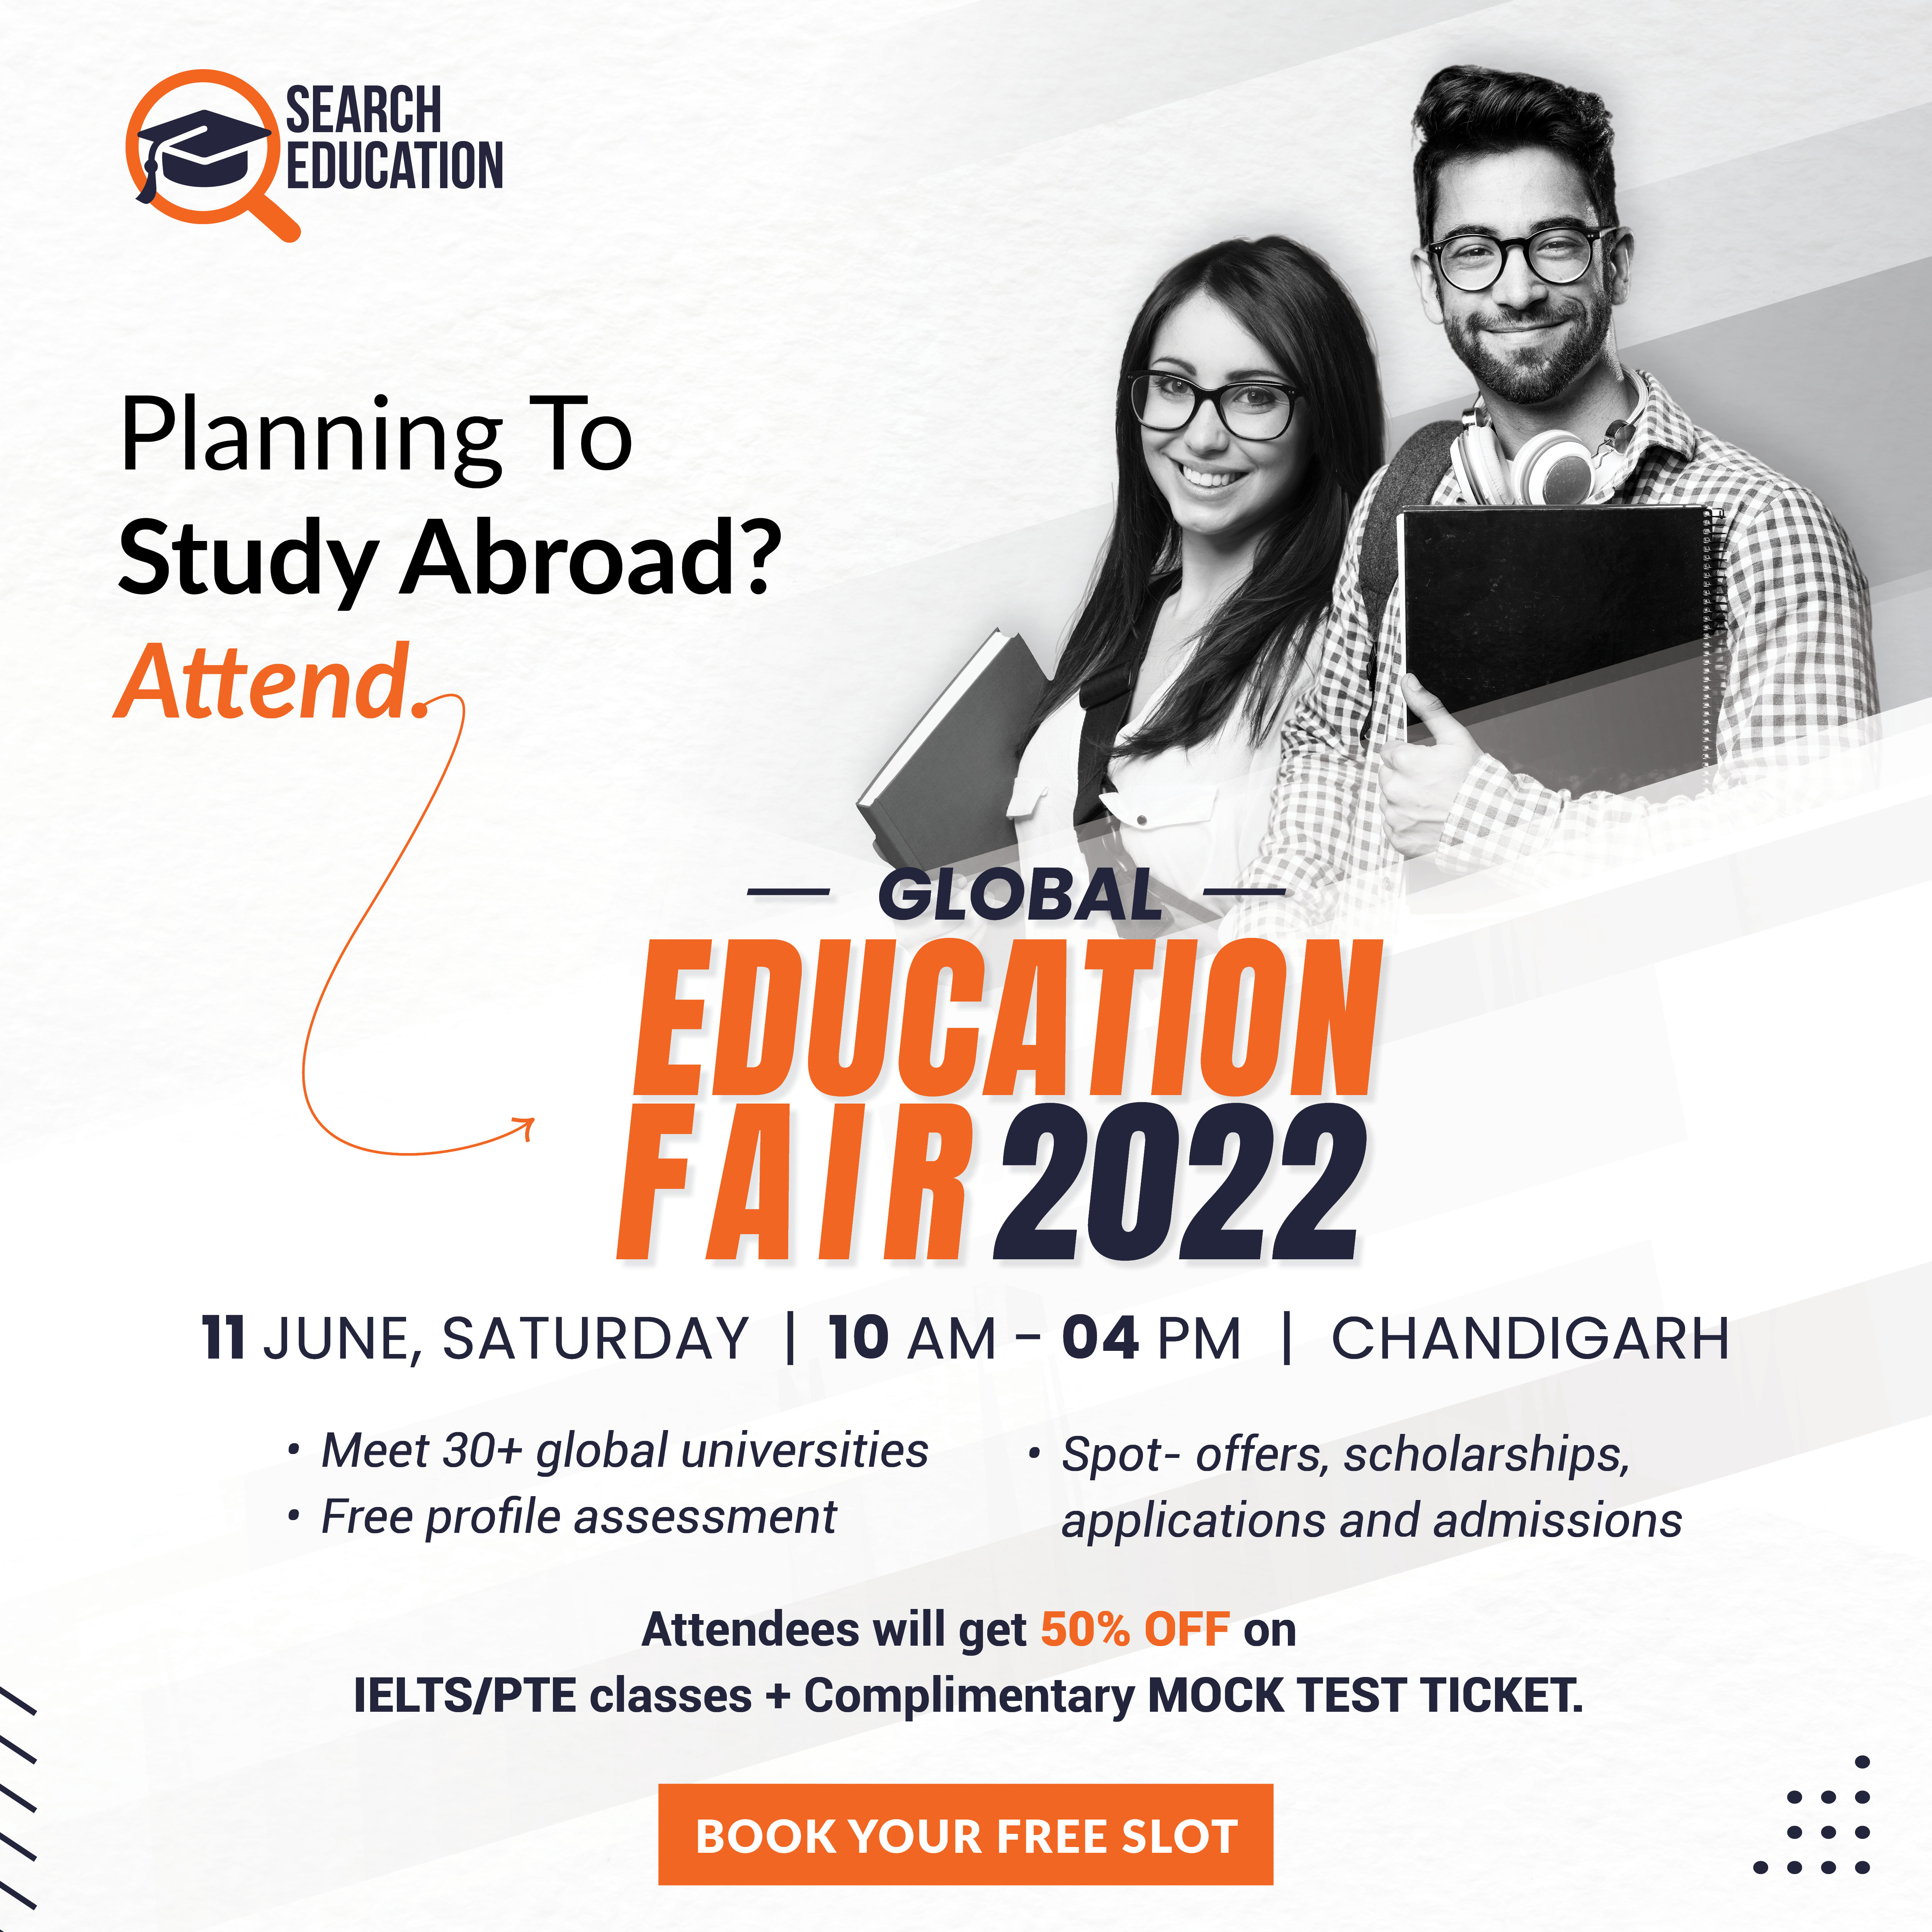 SEARCH
EDUCATION
Planning To
Study Abroad?
Attend.
GLOBAL
EDUCATION
FAIR 2022
11 JUNE, SATURDAY | 10 AM - 04 PM | CHANDIGARH
• Meet 30+ global universities
• Free profile assessment
• Spot- offers, scholarships,
applications and admissions
Attendees will get 50% OFF on
IELTS/PTE classes + Complimentary MOCK TEST TICKET.
BOOK YOUR FREE SLOT